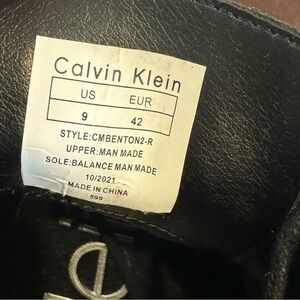 Calvin Klein
US EUR
9 42
STYLE:CMBENTON2-R
UPPER:MAN MADE
SOLE:BALANCE MAN MADE
10/2021
MADE IN CHINA
599
e